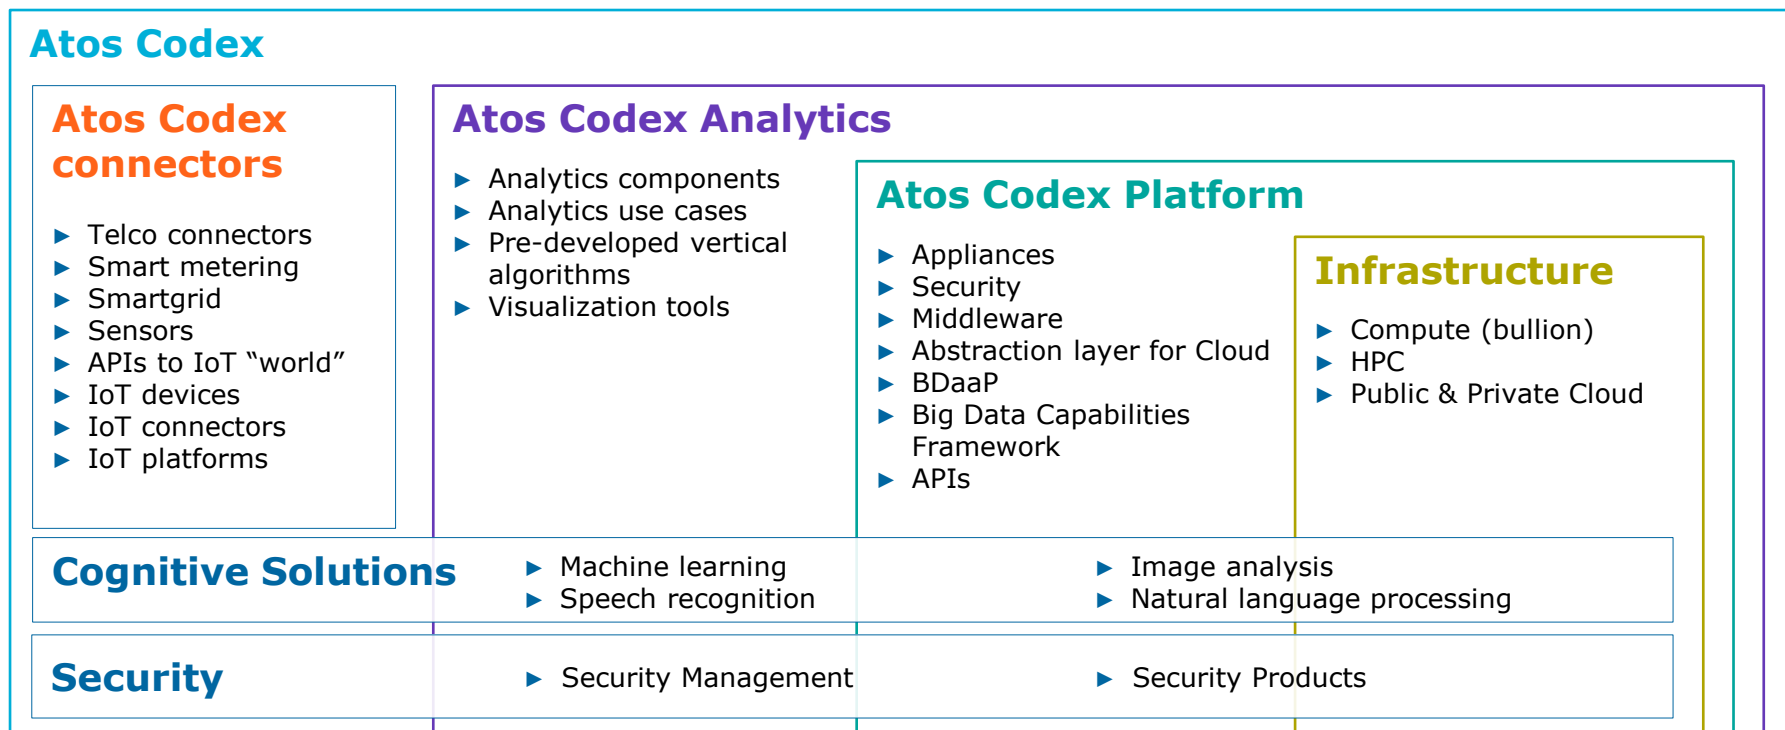 Atos Codex
Atos Codex
connectors
► Telco connectors
► Smart metering
► Smartgrid
► Sensors
► APIs to IoT “world”
► IoT devices
► IoT connectors
► IoT platforms
Atos Codex Analytics
► Analytics components
► Analytics use cases
► Pre-developed vertical
algorithms
► Visualization tools
Atos Codex Platform
► Appliances
► Security
► Middleware
► Abstraction layer for Cloud
► BDaaP
► Big Data Capabilities
Framework
► APIs
Infrastructure
► Compute (bullion)
► HPC
► Public & Private Cloud
Cognitive Solutions
► Machine learning
► Speech recognition
► Image analysis
► Natural language processing
Security
► Security Management
► Security Products